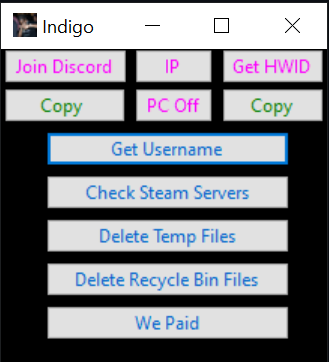 Indigo
Join Discord IP Get HWID
Copy PC Off Copy
Get Username
Check Steam Servers
Delete Temp Files
Delete Recycle Bin Files
We Paid